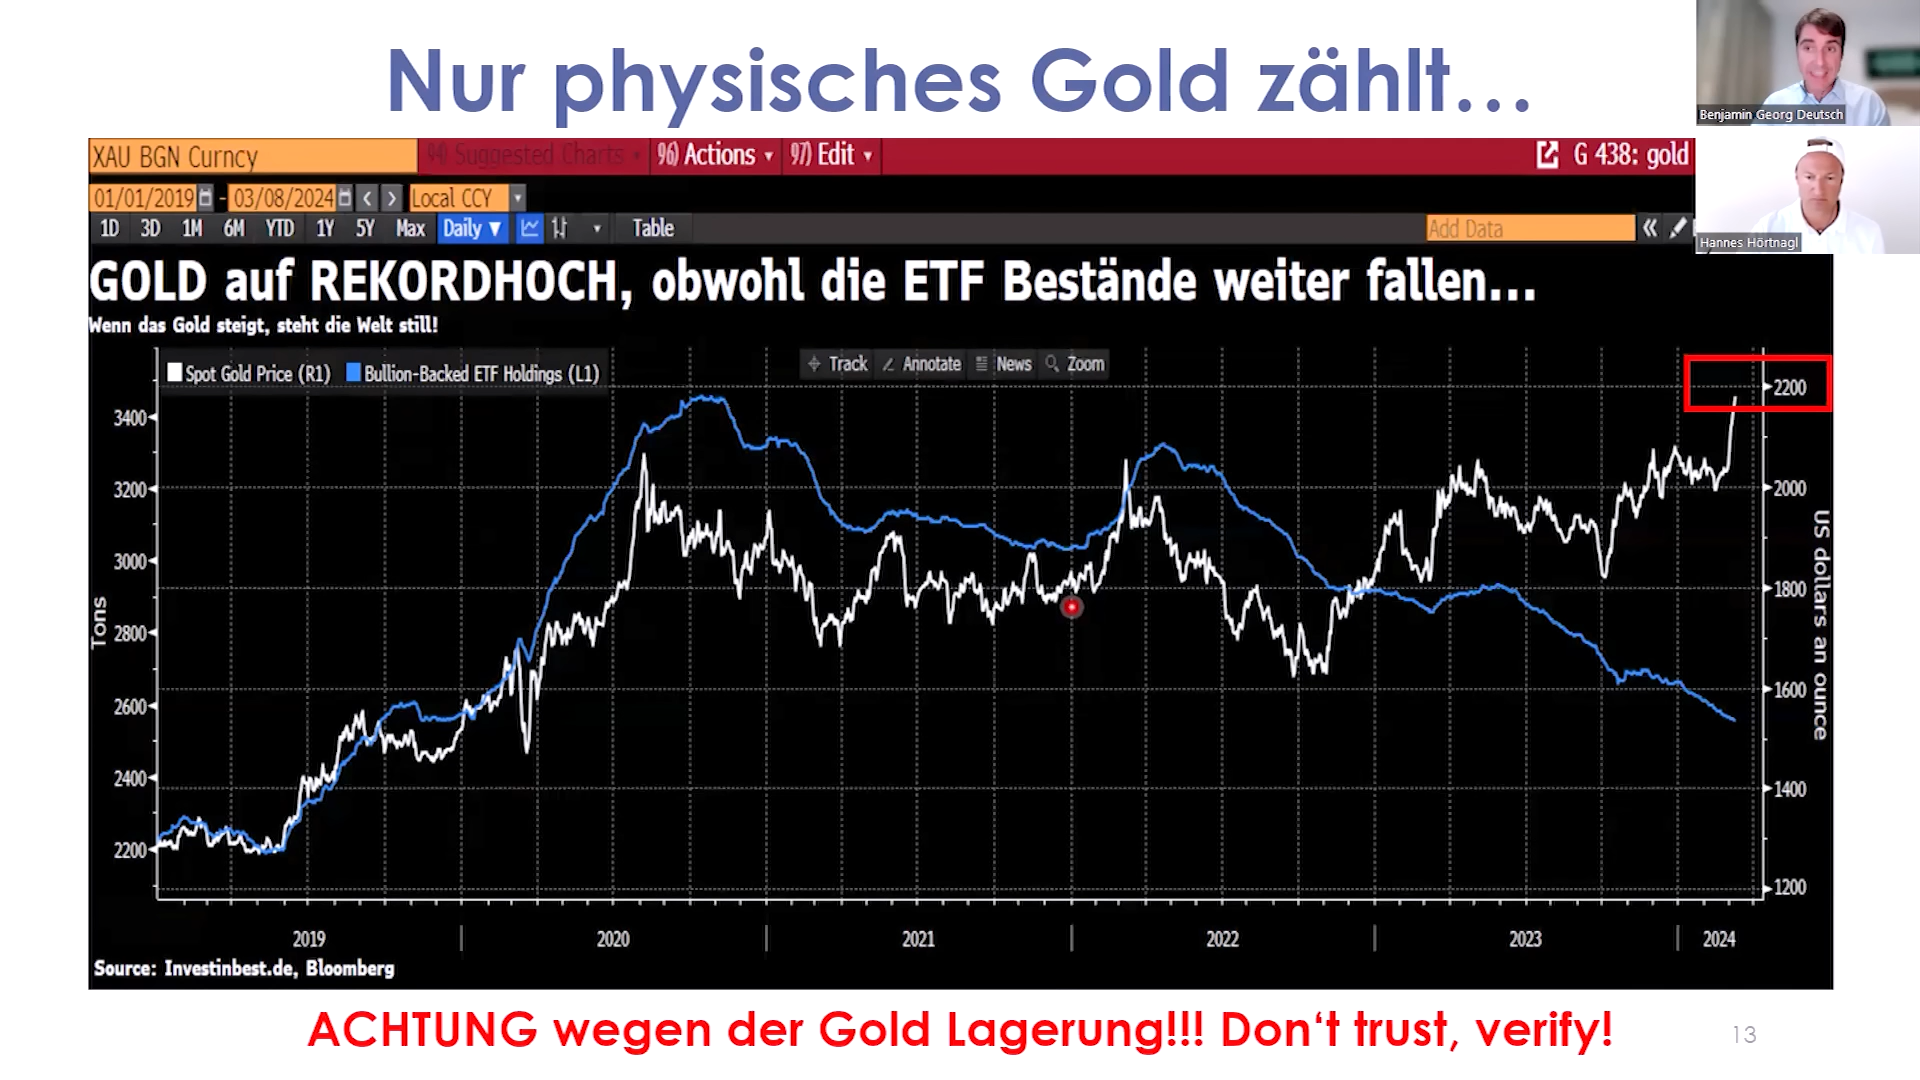 Nur physisches Gold zählt…
Benjamin Georg Deutsch
XAU BGN Curncy
94) Suggested Charts
96) Actions
97) Edit
G 438: gold
01/01/2019 - 03/08/2024
Local CCY
1D 3D 1M 6M YTD 1Y 5Y Max Daily ▼
Table
Add Data
Hannes Hörtnagl
GOLD auf REKORDHOCH, obwohl die ETF Bestände weiter fallen...
Wenn das Gold steigt, steht die Welt still!
Spot Gold Price (R1)
Bullion-Backed ETF Holdings (L1)
Track
Annotate
News
Zoom
3400
3200
3000
2800
2600
2400
2200
Tons
2200
2000
1800
1600
1400
1200
US dollars an ounce
2019
2020
2021
2022
2023
2024
Source: Investinbest.de, Bloomberg
ACHTUNG wegen der Gold Lagerung!!! Don‘t trust, verify!
13